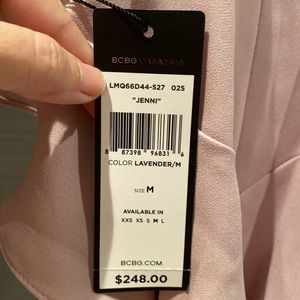 BCBGMAXAZRIA
LMQ66D44-527 025
"JENNI"
8 87398 96831 6
COLOR LAVENDER/M
SIZE M
AVAILABLE IN
XXS XS S M L
BCBG.COM
$248.00